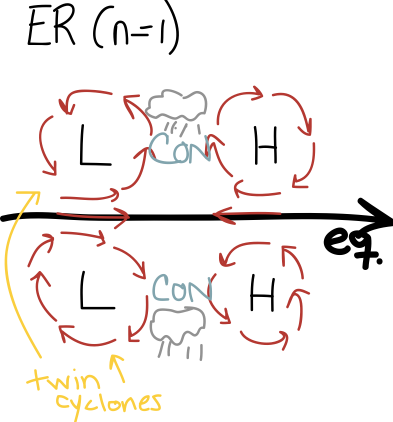 ER (n=1)
L CON H
eq.
L CON H
twin
cyclones